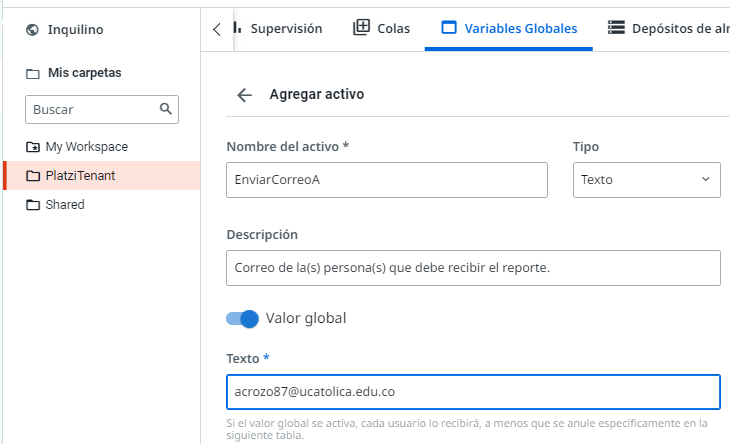 Inquilino
Mis carpetas
Buscar
My Workspace
PlatziTenant
Shared
Supervisión
Colas
Variables Globales
Depósitos de
Agregar activo
Nombre del activo *
Tipo
EnviarCorreoA
Texto
Descripción
Correo de la(s) persona(s) que debe recibir el reporte.
Valor global
Texto *
acrozo87@ucatolica.edu.co
Si el valor global se activa, cada usuario lo recibirá, a menos que se anule específicamente en la
siguiente tabla.